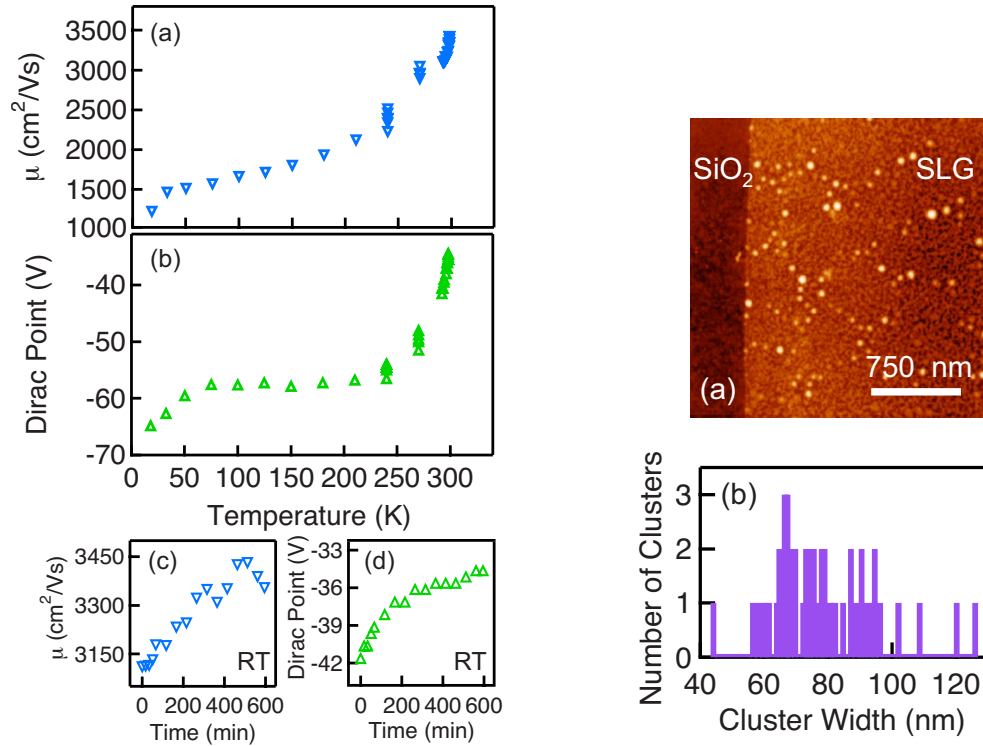 (a)
3500
3000
2500
2000
1500
1000
μ (cm²/Vs)
(b)
-40
-50
-60
-70
Dirac Point (V)
0 50 100 150 200 250 300
Temperature (K)
(c)
3450
3300
3150
μ (cm²/Vs)
RT
0 200 400 600
Time (min)
(d)
-33
-36
-39
-42
Dirac Point (V)
RT
0 200 400 600
Time (min)
SiO₂ SLG
750 nm
(a)
(b)
3
2
1
0
Number of Clusters
40 60 80 100 120
Cluster Width (nm)